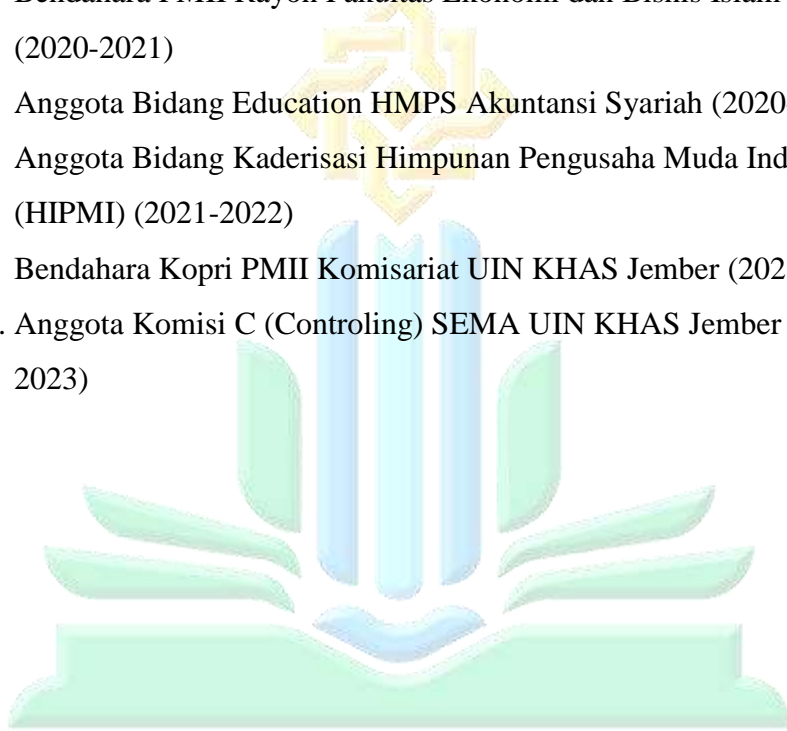 Bendahara PMII Rayon Fakultas Ekonomi dan Bisnis Islam
(2020-2021)
Anggota Bidang Education HMPS Akuntansi Syariah (2020
Anggota Bidang Kaderisasi Himpunan Pengusaha Muda Ind
(HIPMI) (2021-2022)
Bendahara Kopri PMII Komisariat UIN KHAS Jember (202
. Anggota Komisi C (Controling) SEMA UIN KHAS Jember
2023)